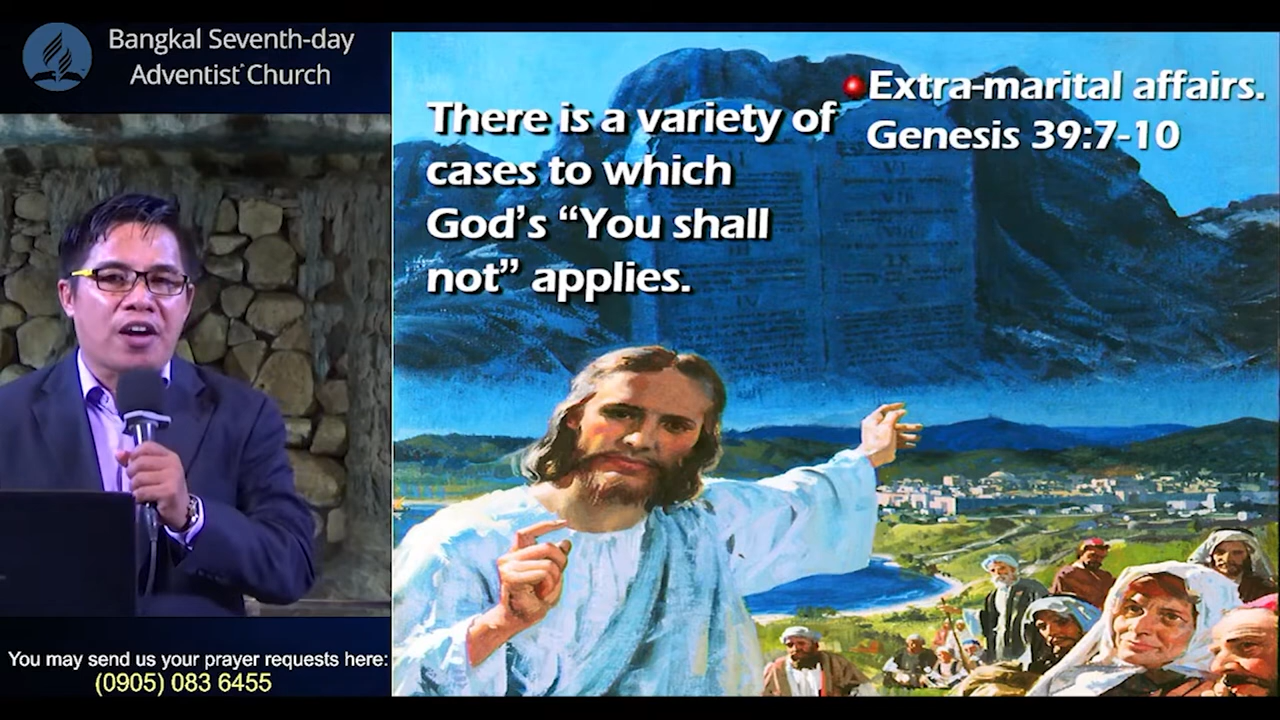 Bangkal Seventh-day
Adventist® Church
There is a variety of
cases to which
God's “You shall
not” applies.
Extra-marital affairs.
Genesis 39:7-10
You may send us your prayer requests here:
(0905) 083 6455